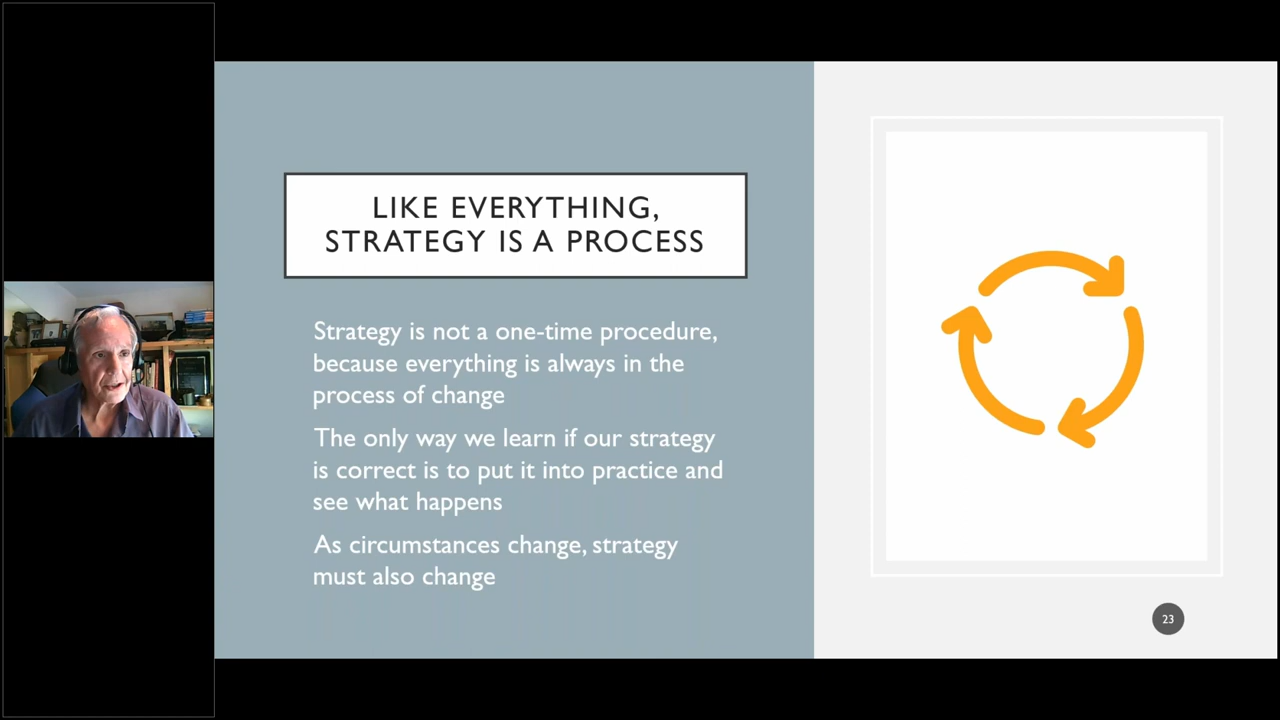 LIKE EVERYTHING,
STRATEGY IS A PROCESS
Strategy is not a one-time procedure,
because everything is always in the
process of change
The only way we learn if our strategy
is correct is to put it into practice and
see what happens
As circumstances change, strategy
must also change
23